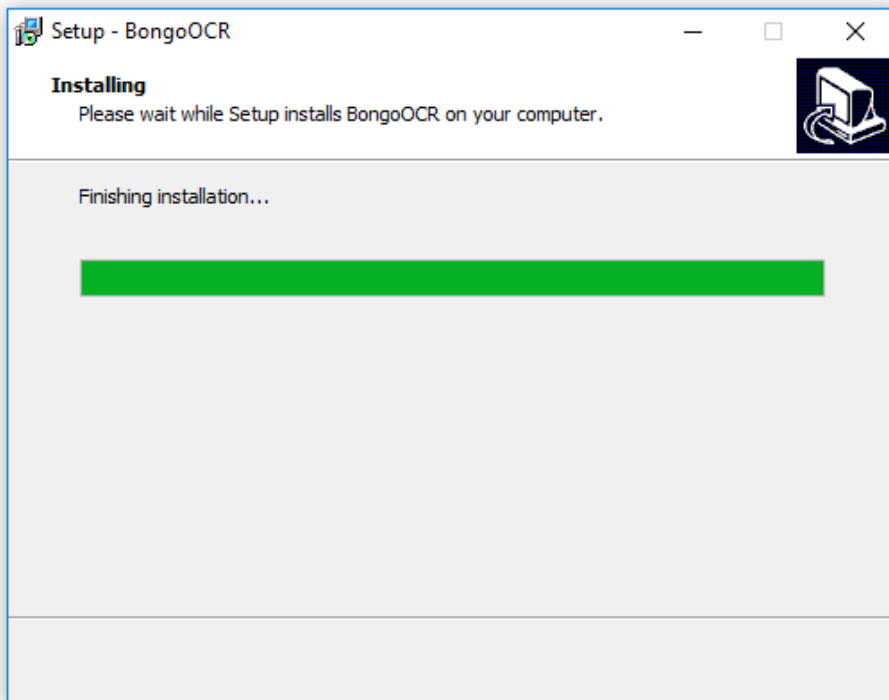 Setup - BongoOCR
Installing
Please wait while Setup installs BongoOCR on your computer.
Finishing installation...